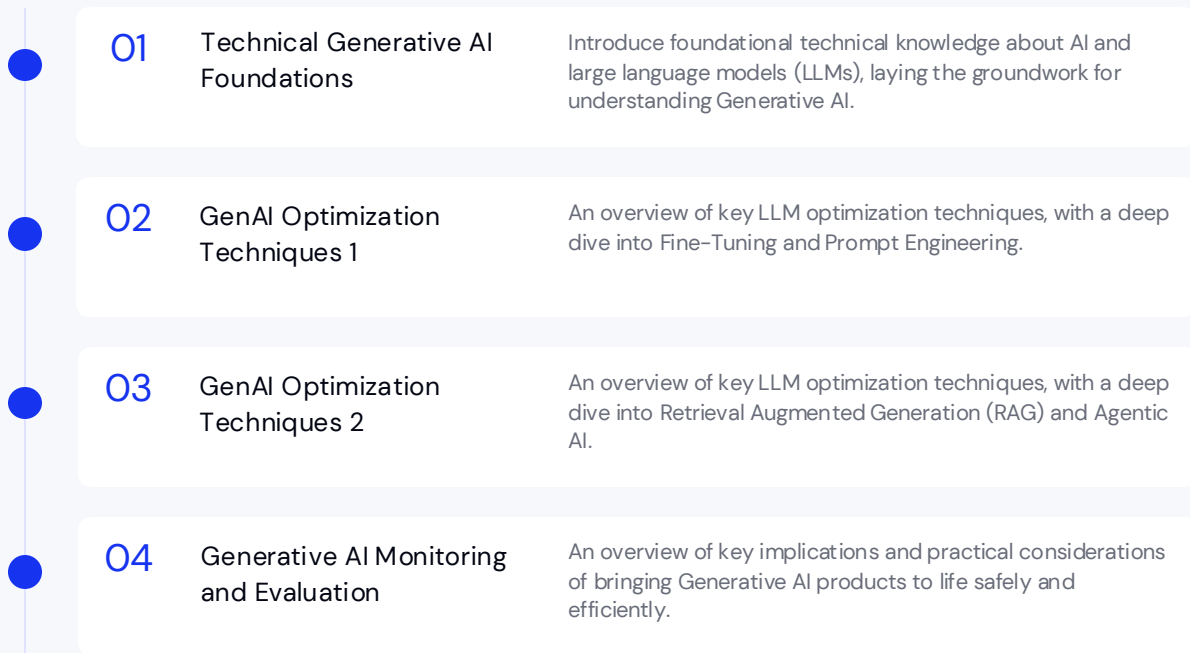 01
Technical Generative AI
Foundations
Introduce foundational technical knowledge about AI and
large language models (LLMs), laying the groundwork for
understanding Generative AI.
02
GenAI Optimization
Techniques 1
An overview of key LLM optimization techniques, with a deep
dive into Fine-Tuning and Prompt Engineering.
03
GenAI Optimization
Techniques 2
An overview of key LLM optimization techniques, with a deep
dive into Retrieval Augmented Generation (RAG) and Agentic
AI.
04
Generative AI Monitoring
and Evaluation
An overview of key implications and practical considerations
of bringing Generative AI products to life safely and
efficiently.